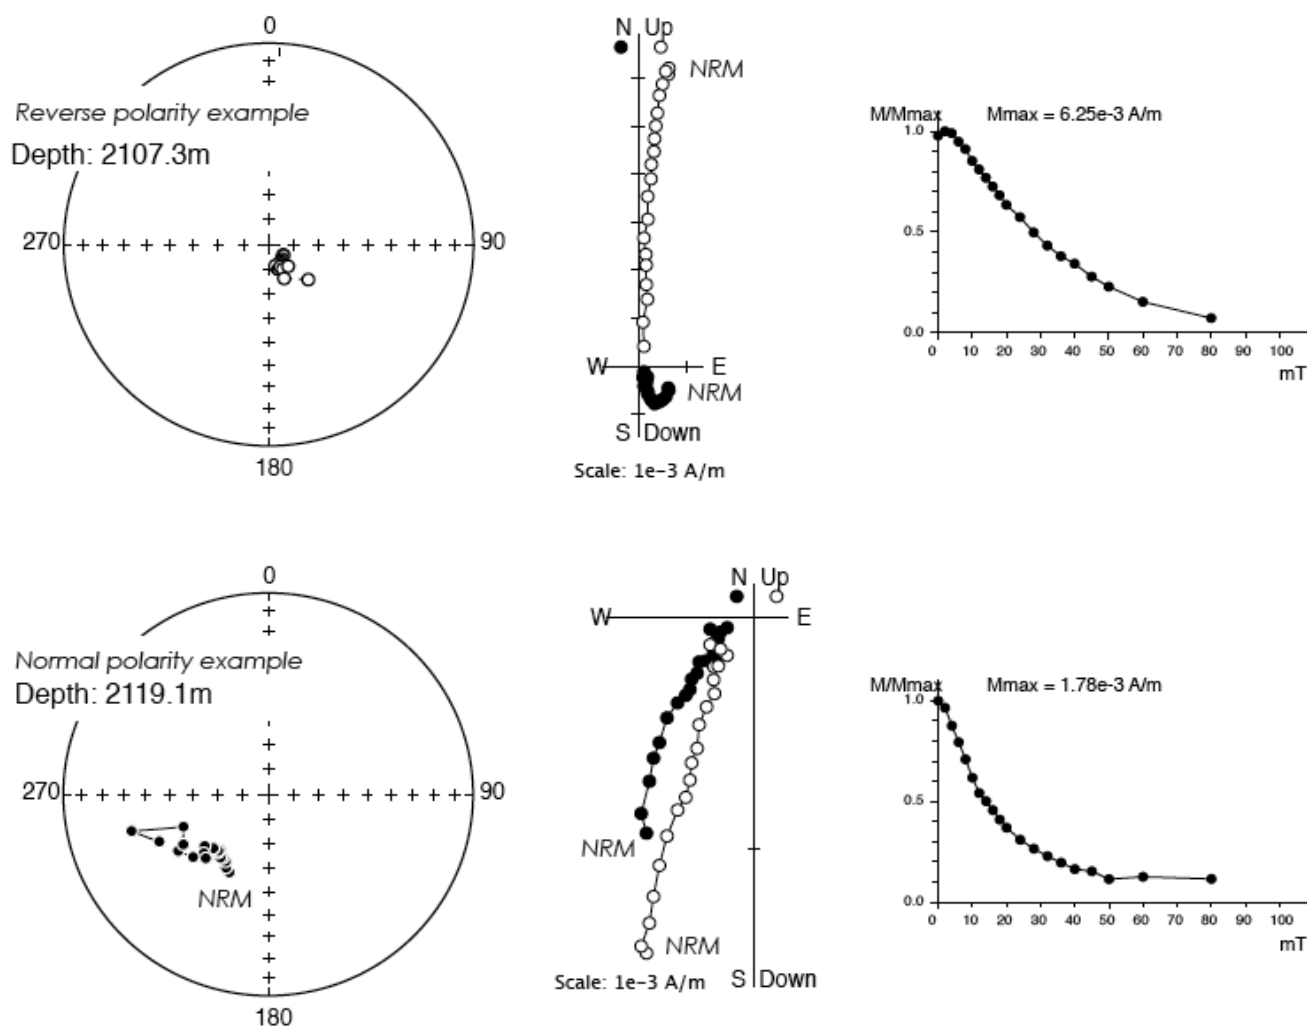 0
Reverse polarity example
Depth: 2107.3m
270
90
180
N Up
NRM
W E
NRM
S Down
Scale: 1e-3 A/m
M/Mmax Mmax = 6.25e-3 A/m
1.0
0.5
0.0
0 10 20 30 40 50 60 70 80 90 100
mT
0
Normal polarity example
Depth: 2119.1m
270
90
NRM
180
N Up
W E
NRM
NRM
Scale: 1e-3 A/m
S Down
M/Mmax Mmax = 1.78e-3 A/m
1.0
0.5
0.0
0 10 20 30 40 50 60 70 80 90 100
mT